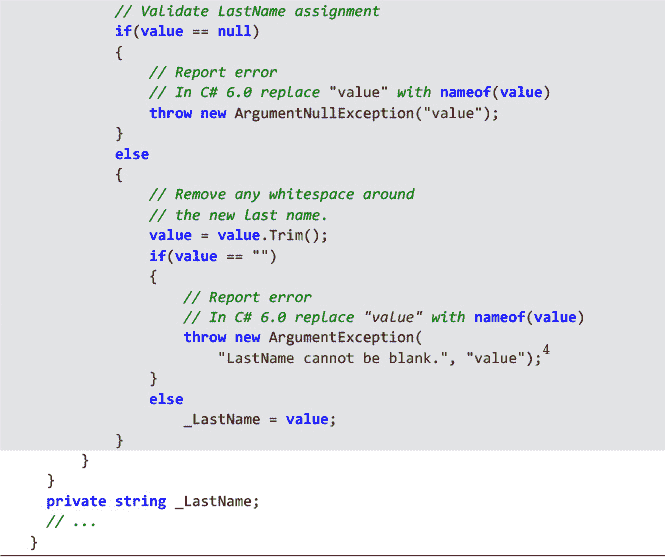 // Validate LastName assignment
if(value == null)
{
// Report error
// In C# 6.0 replace "value" with nameof(value)
throw new ArgumentNullException("value");
}
else
{
// Remove any whitespace around
// the new last name.
value = value.Trim();
if(value == "")
{
// Report error
// In C# 6.0 replace "value" with nameof(value)
throw new ArgumentException(
"LastName cannot be blank.", "value");4
}
else
_LastName = value;
}
}
}
private string _LastName;
// ...
}